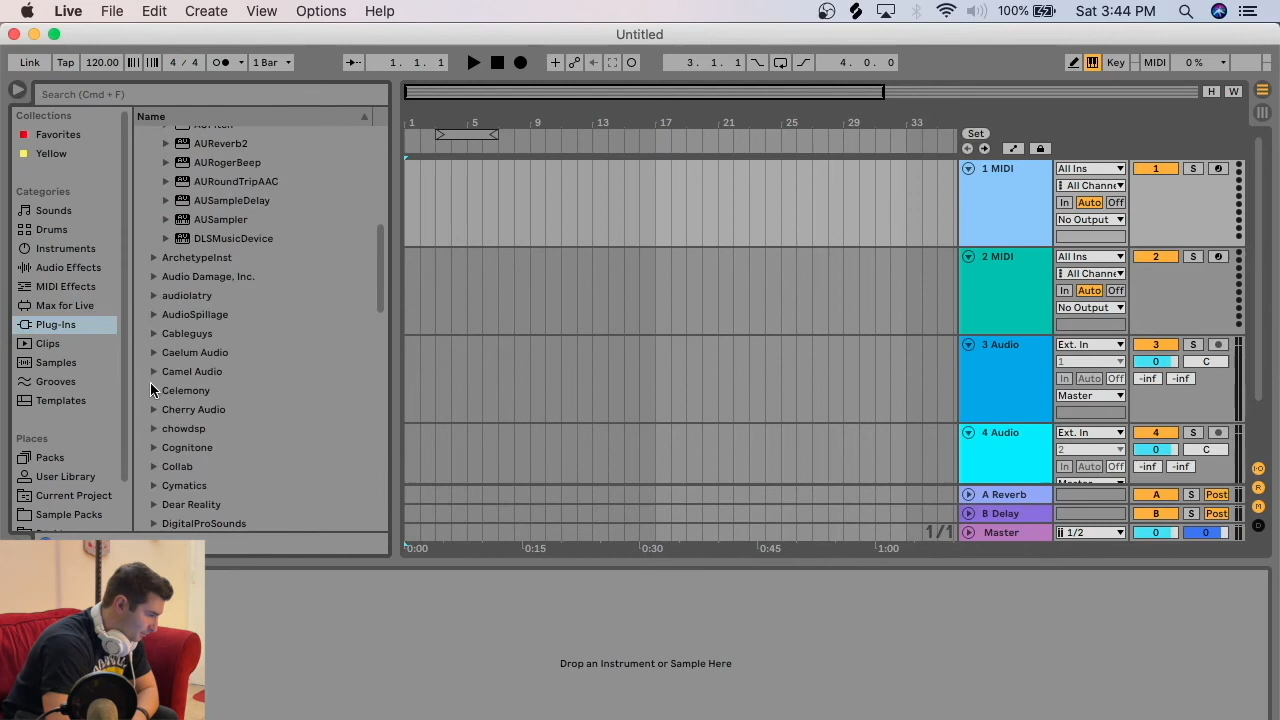 Live File Edit Create View Options Help 100% Sat 3:44 PM
Untitled
Link Tap 120.00 4 / 4 1 Bar 1. 1. 1 3. 1. 1 4. 0. 0 Key MIDI 0 %
Search (Cmd + F)
H W
Collections
Favorites
Yellow
Categories
Sounds
Drums
Instruments
Audio Effects
MIDI Effects
Max for Live
Plug-Ins
Clips
Samples
Grooves
Templates
Places
Packs
User Library
Current Project
Sample Packs
Name
AUReverb2
AURogerBeep
AURoundTripAAC
AUSampleDelay
AUSampler
DLSMusicDevice
ArchetypeInst
Audio Damage, Inc.
audiolatry
AudioSpillage
Cableguys
Caelum Audio
Camel Audio
Celemony
Cherry Audio
chowdsp
Cognitone
Collab
Cymatics
Dear Reality
DigitalProSounds
1 5 9 13 17 21 25 29 33
Set
1 MIDI All Ins 1 S
All Channe
In Auto Off
No Output
2 MIDI All Ins 2 S
All Channe
In Auto Off
No Output
3 Audio Ext. In 3 S
1 0 C
In Auto Off -inf -inf
Master
4 Audio Ext. In 4 S
2 0 C
In Auto Off -inf -inf
A Reverb A S Post
B Delay B S Post
1/1 Master 1/2 0 0
0:00 0:15 0:30 0:45 1:00
I·O
R
M
D
Drop an Instrument or Sample Here